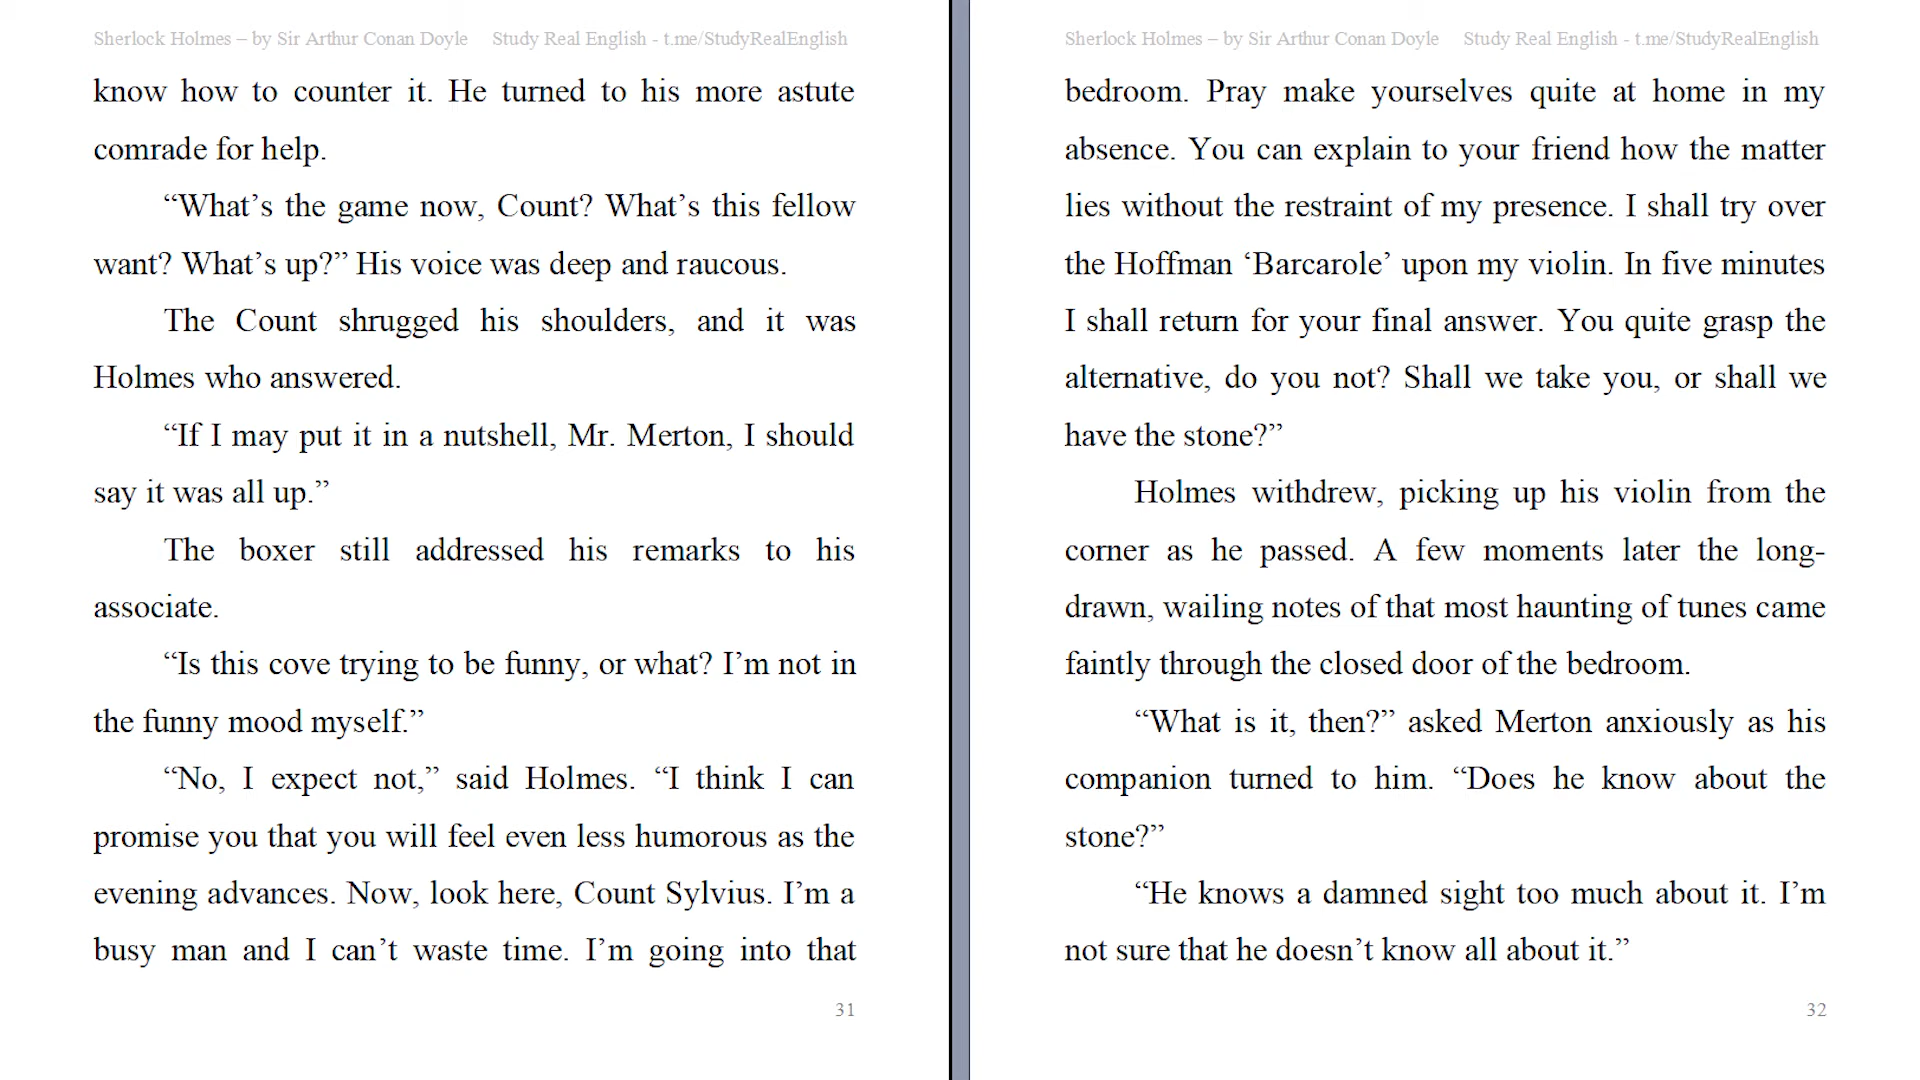 Sherlock Holmes – by Sir Arthur Conan Doyle Study Real English - t.me/StudyRealEnglish
know how to counter it. He turned to his more astute
comrade for help.
“What’s the game now, Count? What’s this fellow
want? What’s up?” His voice was deep and raucous.
The Count shrugged his shoulders, and it was
Holmes who answered.
“If I may put it in a nutshell, Mr. Merton, I should
say it was all up.”
The boxer still addressed his remarks to his
associate.
“Is this cove trying to be funny, or what? I’m not in
the funny mood myself.”
“No, I expect not,” said Holmes. “I think I can
promise you that you will feel even less humorous as the
evening advances. Now, look here, Count Sylvius. I’m a
busy man and I can’t waste time. I’m going into that
31
Sherlock Holmes – by Sir Arthur Conan Doyle Study Real English - t.me/StudyRealEnglish
bedroom. Pray make yourselves quite at home in my
absence. You can explain to your friend how the matter
lies without the restraint of my presence. I shall try over
the Hoffman ‘Barcarole’ upon my violin. In five minutes
I shall return for your final answer. You quite grasp the
alternative, do you not? Shall we take you, or shall we
have the stone?”
Holmes withdrew, picking up his violin from the
corner as he passed. A few moments later the long-
drawn, wailing notes of that most haunting of tunes came
faintly through the closed door of the bedroom.
“What is it, then?” asked Merton anxiously as his
companion turned to him. “Does he know about the
stone?”
“He knows a damned sight too much about it. I’m
not sure that he doesn’t know all about it.”
32